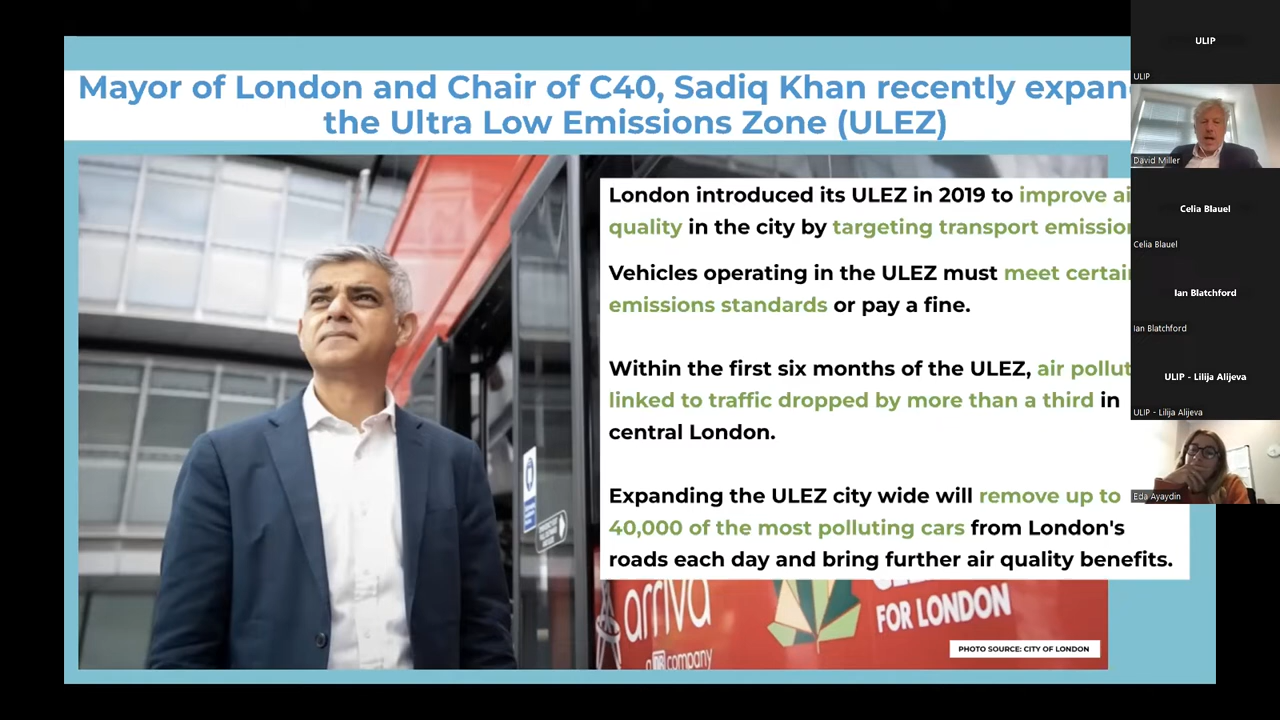 Mayor of London and Chair of C40, Sadiq Khan recently expan
the Ultra Low Emissions Zone (ULEZ)
London introduced its ULEZ in 2019 to improve ai
quality in the city by targeting transport emission
Vehicles operating in the ULEZ must meet certain
emissions standards or pay a fine.
Within the first six months of the ULEZ, air pollut
linked to traffic dropped by more than a third in
central London.
Expanding the ULEZ city wide will remove up to
40,000 of the most polluting cars from London's
roads each day and bring further air quality benefits.
arriva
a DB company
FOR LONDON
PHOTO SOURCE: CITY OF LONDON
ULIP
ULIP
David Miller
Celia Blauel
Celia Blauel
Ian Blatchford
Ian Blatchford
ULIP - Lilija Alijeva
ULIP - Lilija Alijeva
Eda Ayaydin